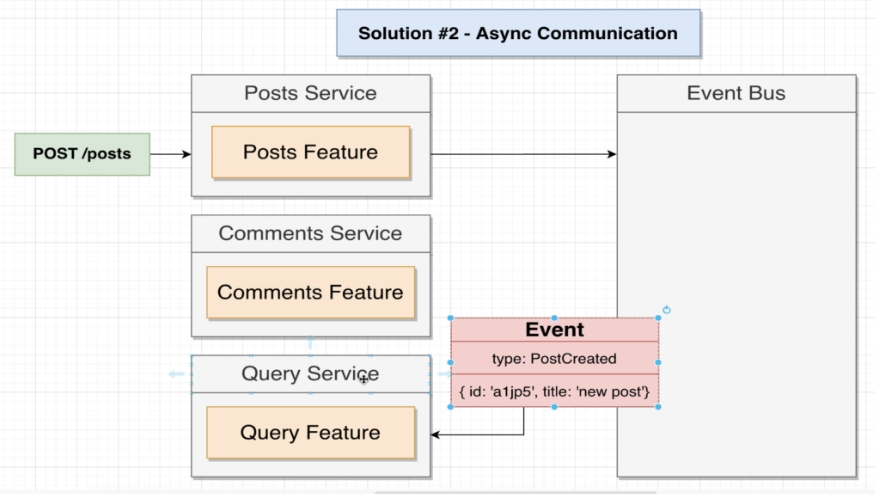 Solution #2 - Async Communication
Posts Service
Event Bus
POST /posts
Posts Feature
Comments Service
Comments Feature
Event
type: PostCreated
{ id: 'a1jp5', title: 'new post'}
Query Service
Query Feature